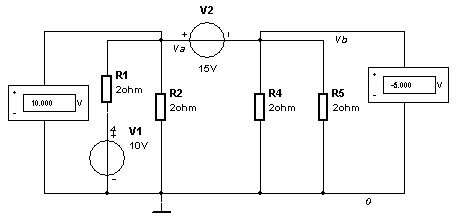 V2
+ -
Va
Vb
15V
R1
2ohm
R2
2ohm
R4
2ohm
R5
2ohm
+
10.000 V
-
+
-5.000 V
-
4
+
V1
10V
-
0